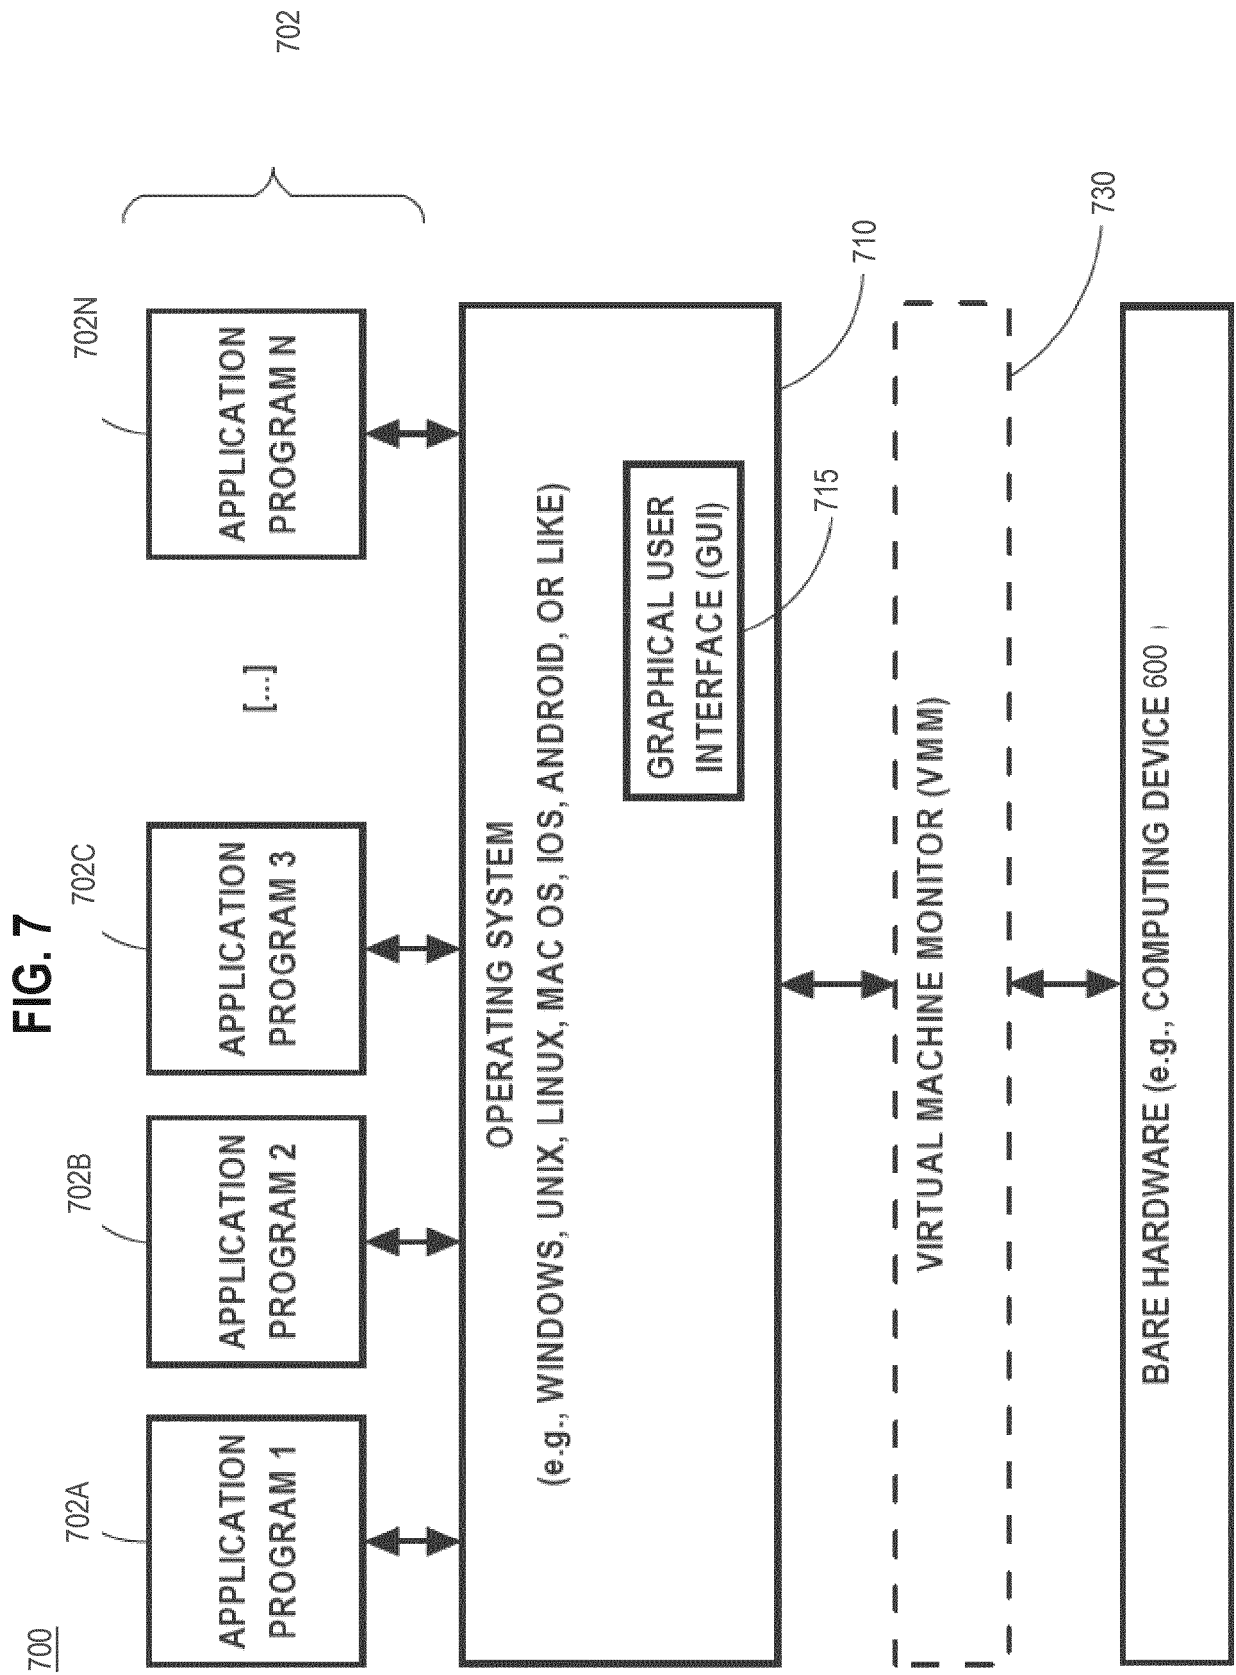 FIG. 7
700
702
702A
702B
702C
702N
APPLICATION
PROGRAM 1
APPLICATION
PROGRAM 2
APPLICATION
PROGRAM 3
[...]
APPLICATION
PROGRAM N
OPERATING SYSTEM
(e.g., WINDOWS, UNIX, LINUX, MAC OS, IOS, ANDROID, OR LIKE)
GRAPHICAL USER
INTERFACE (GUI)
715
710
VIRTUAL MACHINE MONITOR (VMM)
730
BARE HARDWARE (e.g., COMPUTING DEVICE 600 )